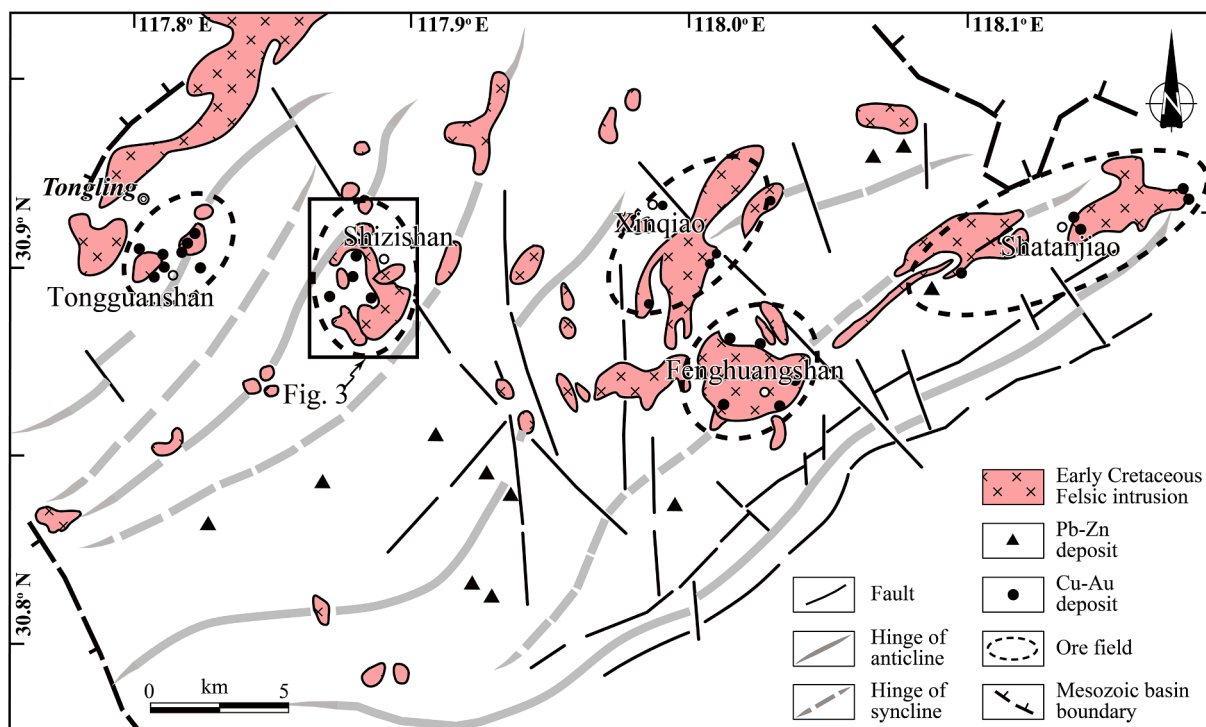 117.8° E
117.9° E
118.0° E
118.1° E
N
Tongling
30.9° N
Xinqiao
Shizishan
Shatanjiao
Tongguanshan
Fenghuangshan
Fig. 3
Early Cretaceous
Felsic intrusion
Pb-Zn
deposit
Fault
Cu-Au
deposit
30.8° N
Hinge of
anticline
Ore field
0 km 5
Hinge of
syncline
Mesozoic basin
boundary